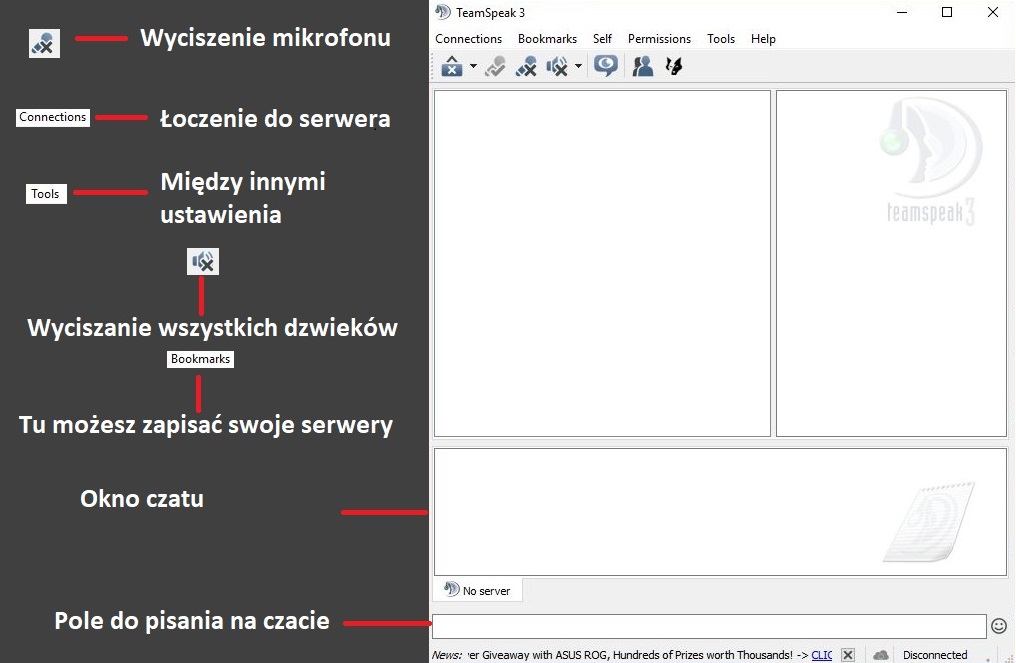 Wyciszenie mikrofonu
Connections
Łoczenie do serwera
Tools
Między innymi
ustawienia
Wyciszanie wszystkich dzwieków
Bookmarks
Tu możesz zapisać swoje serwery
Okno czatu
Pole do pisania na czacie
TeamSpeak 3
Connections Bookmarks Self Permissions Tools Help
teamspeak 3
No server
News: er Giveaway with ASUS ROG, Hundreds of Prizes worth Thousands! -> CLIC
Disconnected